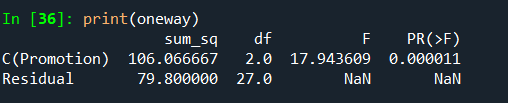 In [36]: print(oneway)
sum_sq df F PR(>F)
C(Promotion) 106.066667 2.0 17.943609 0.000011
Residual 79.800000 27.0 NaN NaN